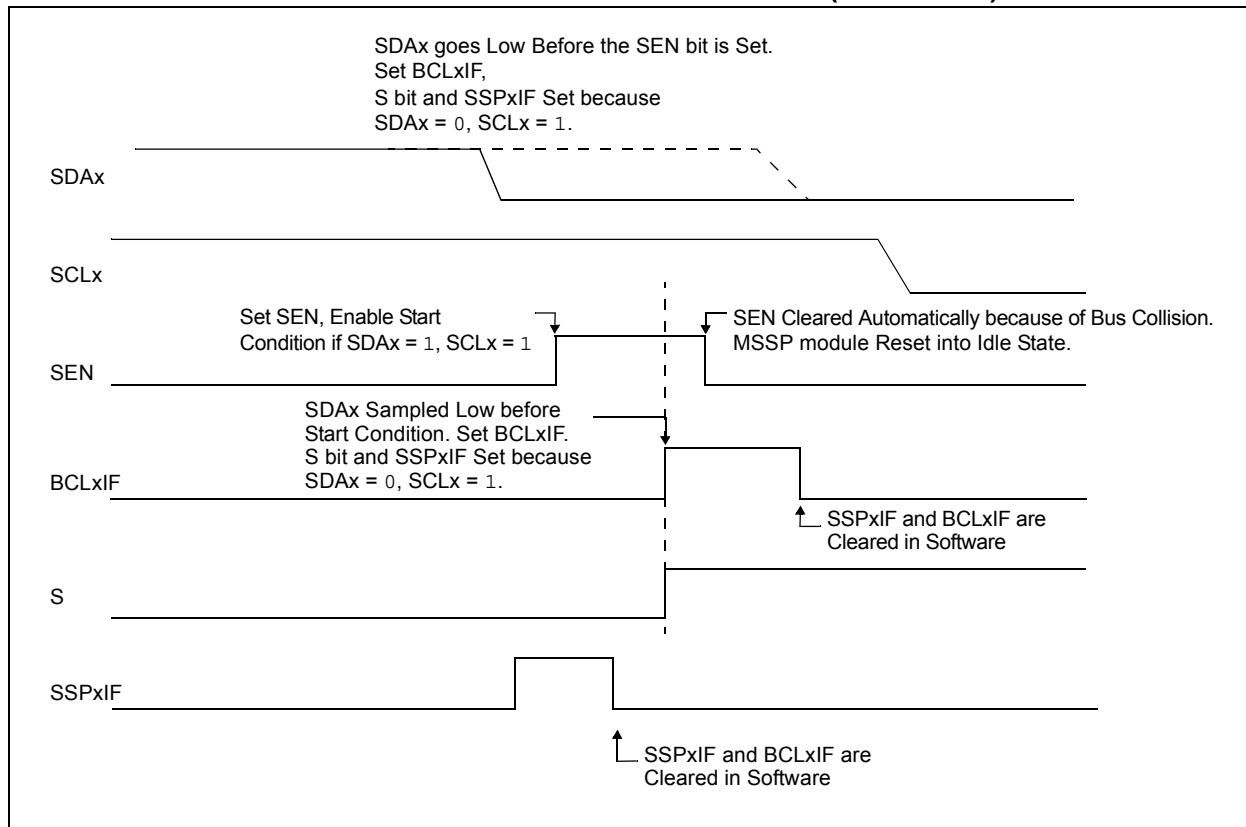 SDAx goes Low Before the SEN bit is Set.
Set BCLxIF,
S bit and SSPxIF Set because
SDAx = 0, SCLx = 1.
SDAx
SCLx
Set SEN, Enable Start
Condition if SDAx = 1, SCLx = 1
SEN Cleared Automatically because of Bus Collision.
MSSP module Reset into Idle State.
SEN
SDAx Sampled Low before
Start Condition. Set BCLxIF.
S bit and SSPxIF Set because
SDAx = 0, SCLx = 1.
BCLxIF
SSPxIF and BCLxIF are
Cleared in Software
S
SSPxIF
SSPxIF and BCLxIF are
Cleared in Software